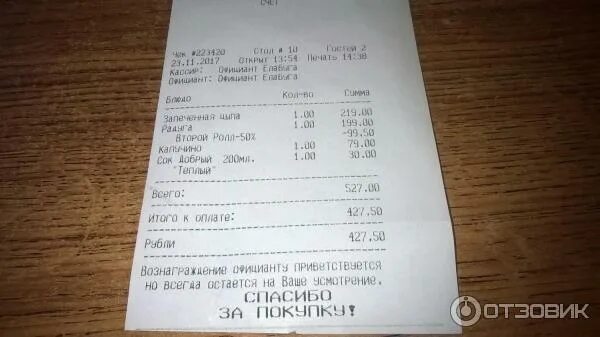 СЧЕТ
Чек #223420 Стол # 10 Гостей 2
23.11.2017 Открыт 13:54 Печать 14:38
Кассир: Официант Елабуга
Официант: Официант Елабуга
Блюдо Кол-во Сумма
Запеченная цыпа 1.00 219.00
Радуга 1.00 199.00
Второй Ролл-50% -99.50
Капучино 1.00 79.00
Сок Добрый 200мл. 1.00 30.00
"Теплый"
Всего: 527.00
Итого к оплате: 427.50
Рубли 427.50
Вознаграждение официанту приветствуется
но всегда остается на Ваше усмотрение.
СПАСИБО
ЗА ПОКУПКУ!
ОТЗОВИК